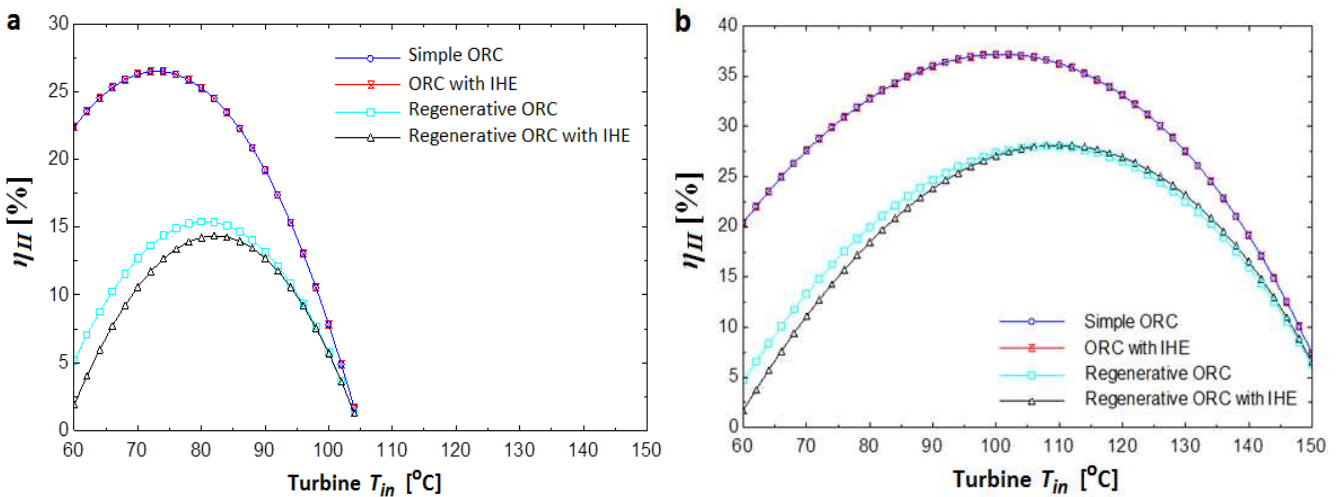 a
30
25
20
15
10
5
0
η_II [%]
Simple ORC
ORC with IHE
Regenerative ORC
Regenerative ORC with IHE
60 70 80 90 100 110 120 130 140 150
Turbine T_in [°C]
b
40
35
30
25
20
15
10
5
0
η_II [%]
Simple ORC
ORC with IHE
Regenerative ORC
Regenerative ORC with IHE
60 70 80 90 100 110 120 130 140 150
Turbine T_in [°C]